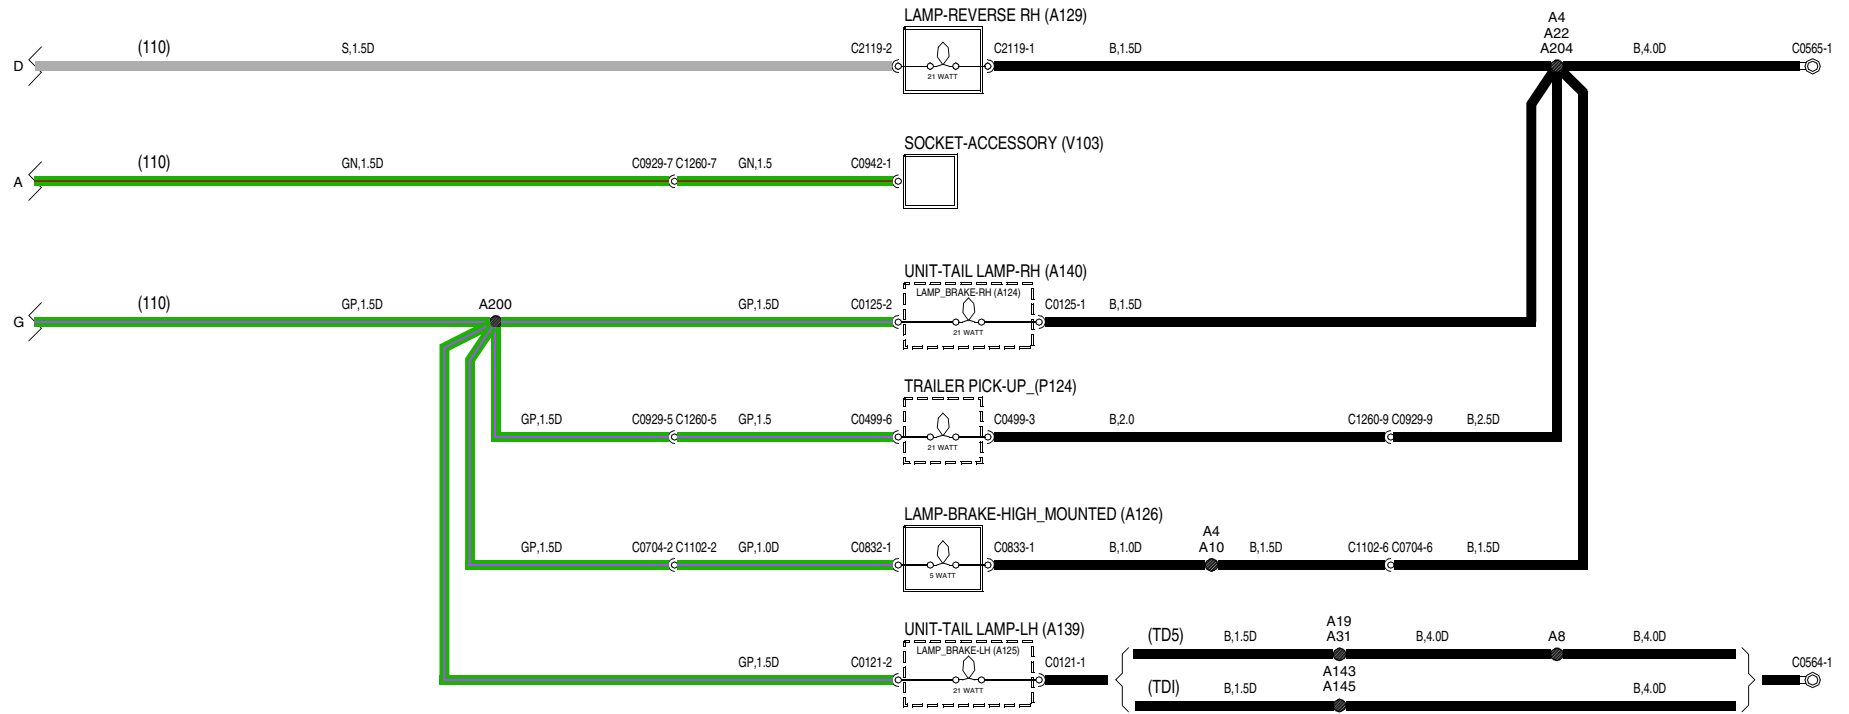 LAMP-REVERSE RH (A129)
A4
A22
D
(110)
S,1.5D
C2119-2
C2119-1
B,1.5D
A204
B,4.0D
C0565-1
21 WATT
SOCKET-ACCESSORY (V103)
A
(110)
GN,1.5D
C0929-7 C1260-7
GN,1.5
C0942-1
UNIT-TAIL LAMP-RH (A140)
LAMP_BRAKE-RH (A124)
G
(110)
GP,1.5D
A200
GP,1.5D
C0125-2
C0125-1
B,1.5D
21 WATT
TRAILER PICK-UP_(P124)
GP,1.5D
C0929-5 C1260-5
GP,1.5
C0499-6
C0499-3
B,2.0
C1260-9 C0929-9
B,2.5D
21 WATT
LAMP-BRAKE-HIGH_MOUNTED (A126)
A4
GP,1.5D
C0704-2 C1102-2
GP,1.0D
C0832-1
C0833-1
B,1.0D
A10
B,1.5D
C1102-6 C0704-6
B,1.5D
5 WATT
UNIT-TAIL LAMP-LH (A139)
LAMP_BRAKE-LH (A125)
GP,1.5D
C0121-2
C0121-1
21 WATT
A19
(TD5)
B,1.5D
A31
B,4.0D
A8
B,4.0D
A143
(TDI)
B,1.5D
A145
B,4.0D
C0564-1